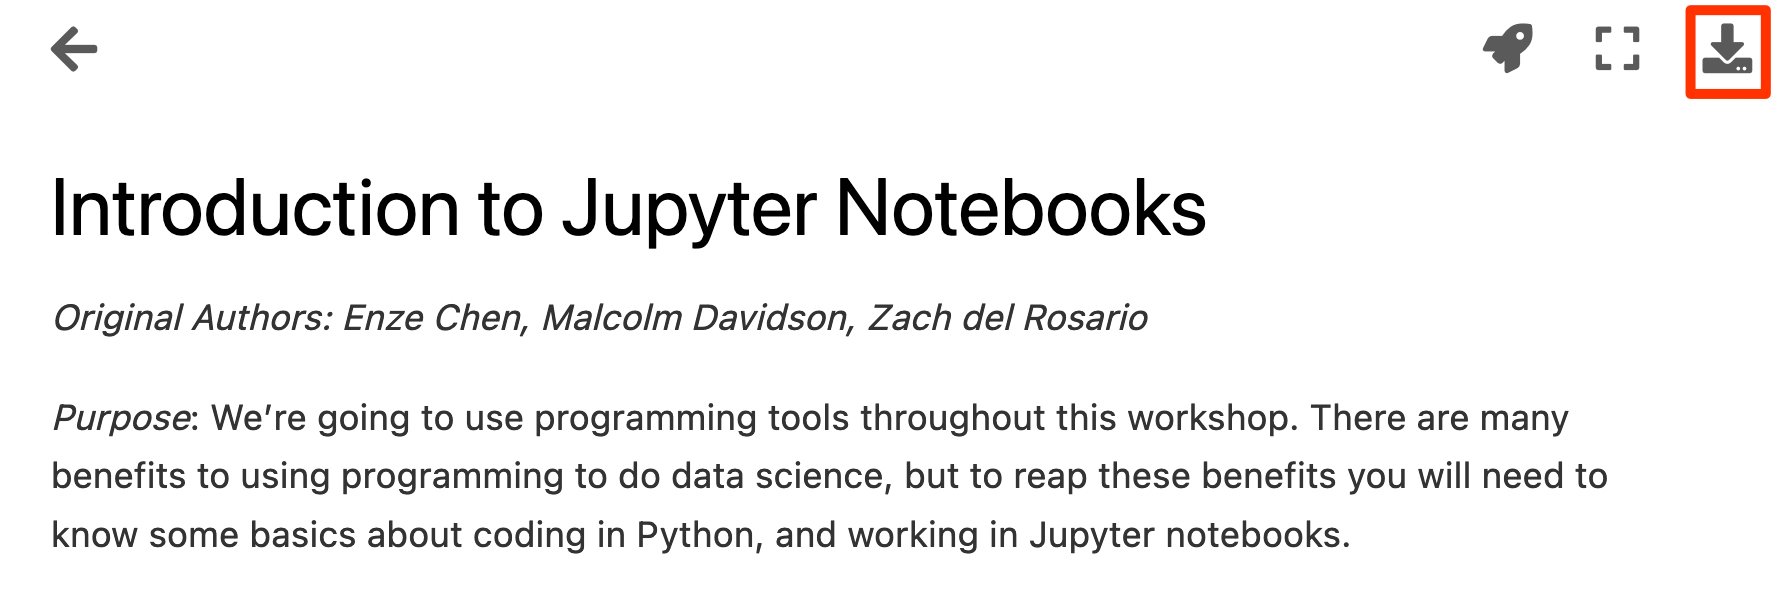 Introduction to Jupyter Notebooks
Original Authors: Enze Chen, Malcolm Davidson, Zach del Rosario
Purpose: We're going to use programming tools throughout this workshop. There are many
benefits to using programming to do data science, but to reap these benefits you will need to
know some basics about coding in Python, and working in Jupyter notebooks.